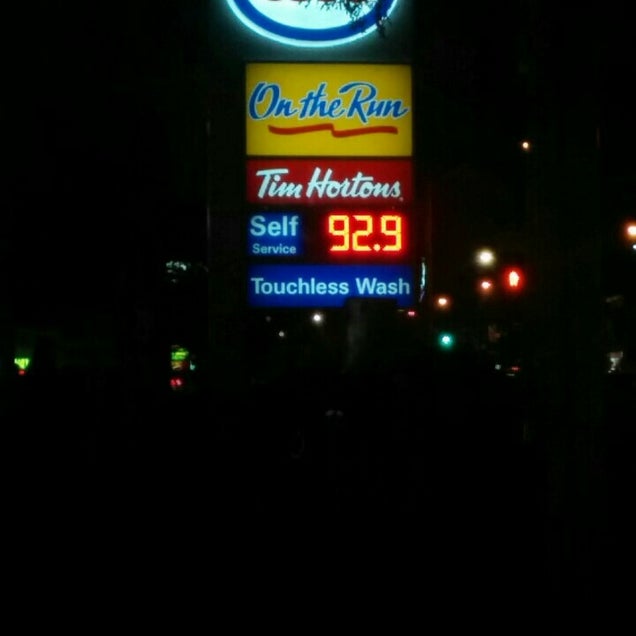 On the Run
Tim Hortons
Self 92.9
Service
Touchless Wash